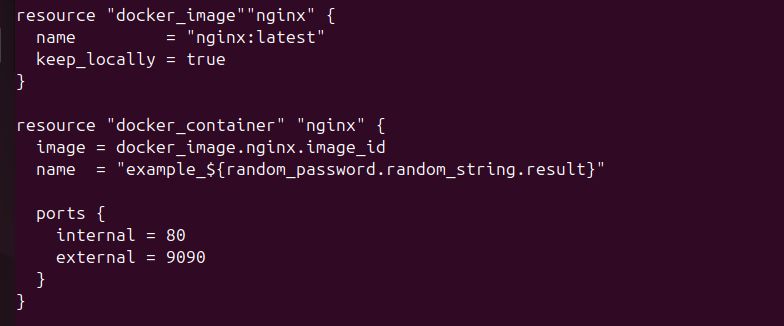 resource "docker_image""nginx" {
  name         = "nginx:latest"
  keep_locally = true
}

resource "docker_container" "nginx" {
  image = docker_image.nginx.image_id
  name  = "example_${random_password.random_string.result}"

  ports {
    internal = 80
    external = 9090
  }
}